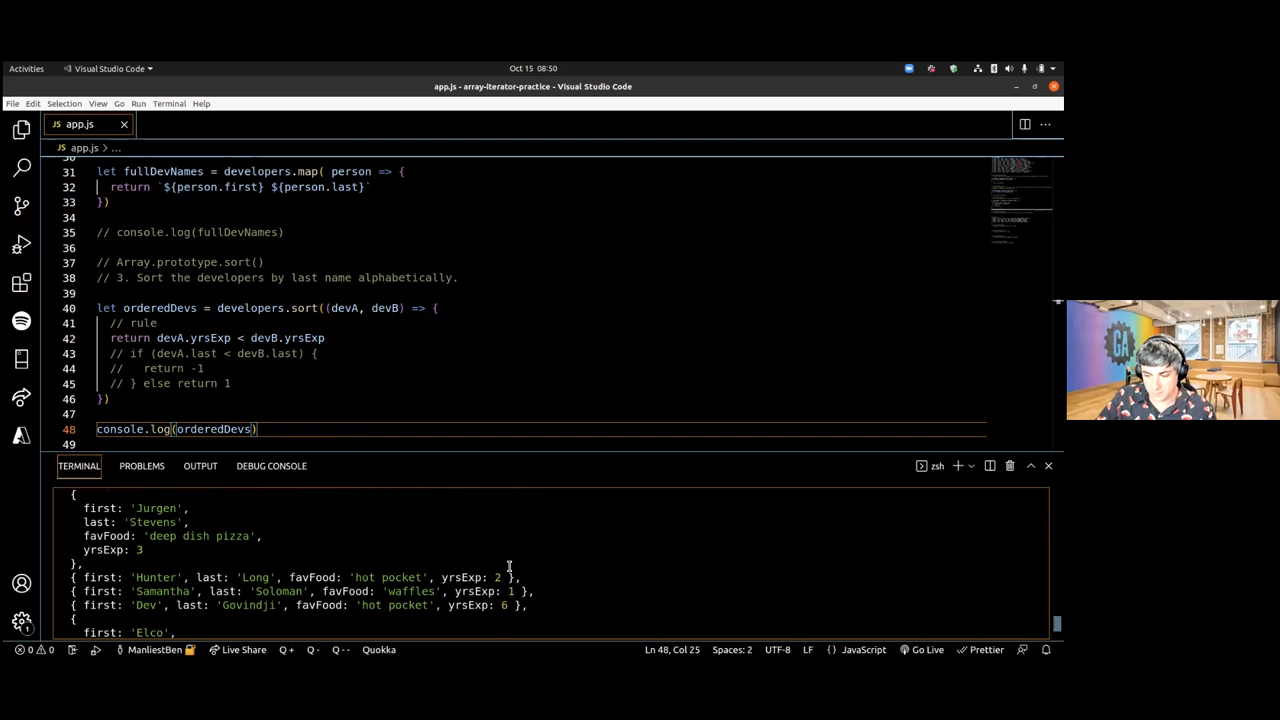 Activities
Visual Studio Code
Oct 15 08:50
app.js - array-iterator-practice - Visual Studio Code
File Edit Selection View Go Run Terminal Help
JS app.js
JS app.js > ...
31 let fullDevNames = developers.map( person => {
32 return `${person.first} ${person.last}`
33 })
34
35 // console.log(fullDevNames)
36
37 // Array.prototype.sort()
38 // 3. Sort the developers by last name alphabetically.
39
40 let orderedDevs = developers.sort((devA, devB) => {
41 // rule
42 return devA.yrsExp < devB.yrsExp
43 // if (devA.last < devB.last) {
44 // return -1
45 // } else return 1
46 })
47
48 console.log(orderedDevs)
49
TERMINAL PROBLEMS OUTPUT DEBUG CONSOLE
zsh
{
first: 'Jurgen',
last: 'Stevens',
favFood: 'deep dish pizza',
yrsExp: 3
},
{ first: 'Hunter', last: 'Long', favFood: 'hot pocket', yrsExp: 2 },
{ first: 'Samantha', last: 'Soloman', favFood: 'waffles', yrsExp: 1 },
{ first: 'Dev', last: 'Govindji', favFood: 'hot pocket', yrsExp: 6 },
{
first: 'Elco',
GA
1
0 0 ManliestBen Live Share Q + Q - Q -- Quokka Ln 48, Col 25 Spaces: 2 UTF-8 LF { } JavaScript Go Live Prettier